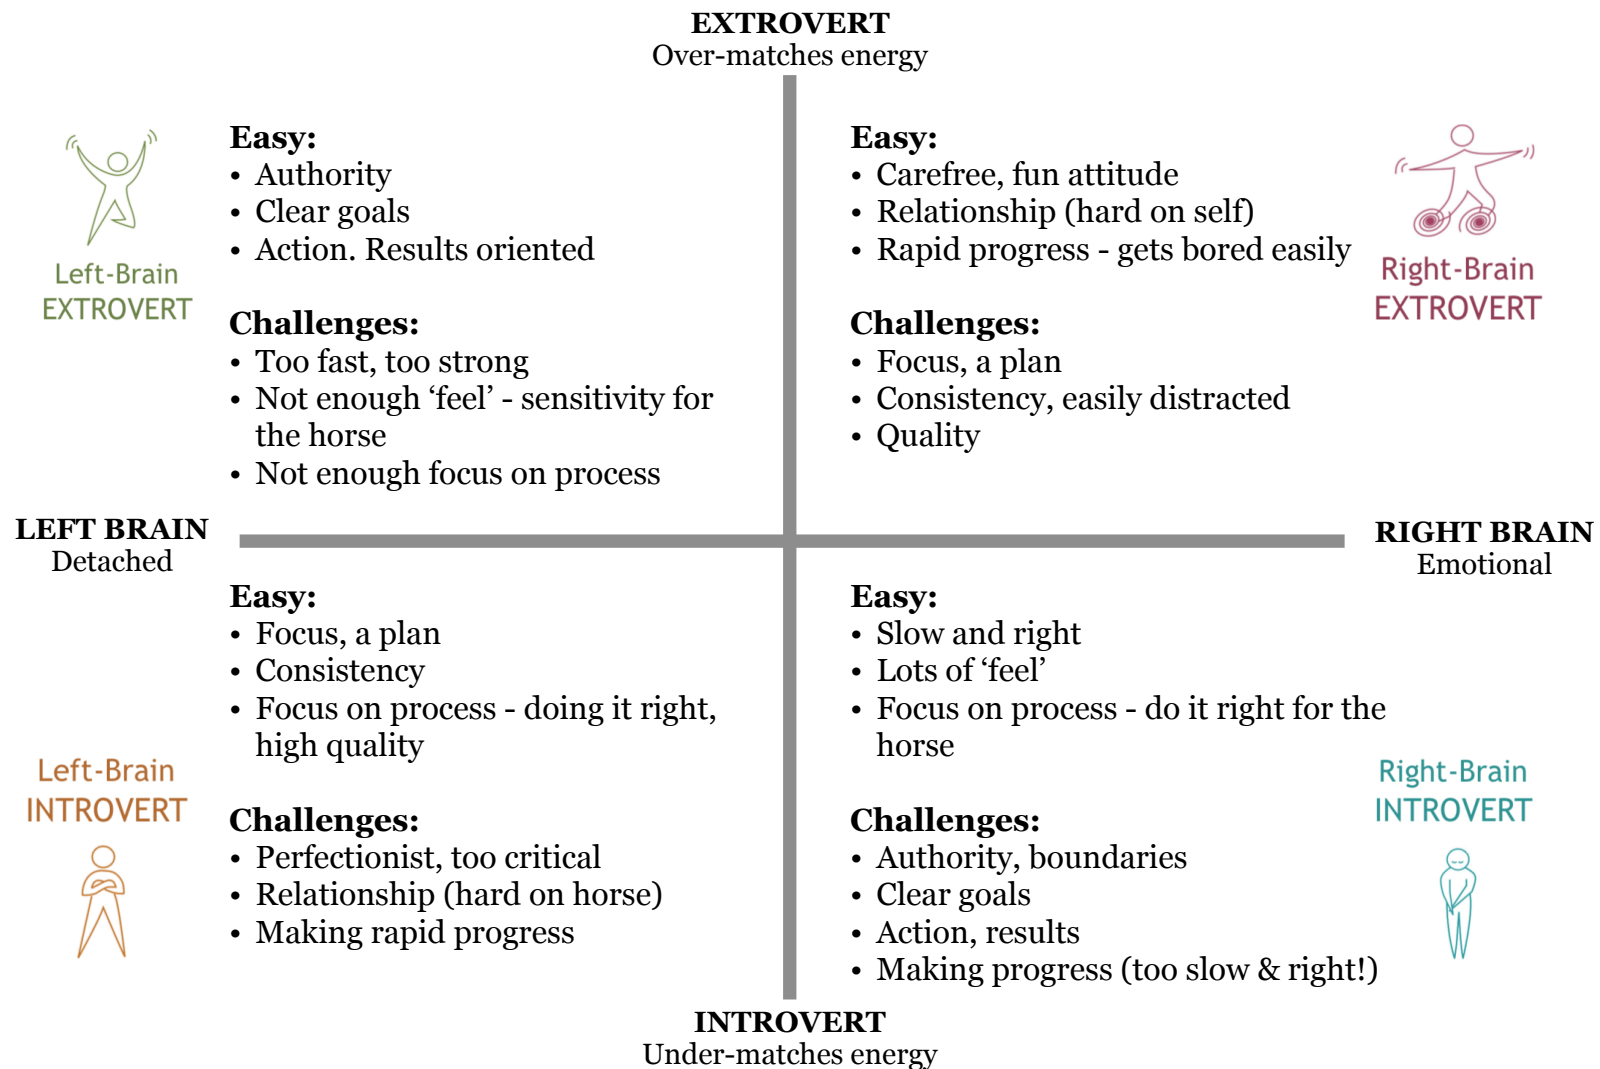 EXTROVERT
Over-matches energy
Left-Brain
EXTROVERT
Easy:
• Authority
• Clear goals
• Action. Results oriented
Challenges:
• Too fast, too strong
• Not enough ‘feel’ - sensitivity for
the horse
• Not enough focus on process
Easy:
• Carefree, fun attitude
• Relationship (hard on self)
• Rapid progress - gets bored easily
Challenges:
• Focus, a plan
• Consistency, easily distracted
• Quality
Right-Brain
EXTROVERT
LEFT BRAIN
Detached
RIGHT BRAIN
Emotional
Left-Brain
INTROVERT
Easy:
• Focus, a plan
• Consistency
• Focus on process - doing it right,
high quality
Challenges:
• Perfectionist, too critical
• Relationship (hard on horse)
• Making rapid progress
Easy:
• Slow and right
• Lots of ‘feel’
• Focus on process - do it right for the
horse
Challenges:
• Authority, boundaries
• Clear goals
• Action, results
• Making progress (too slow & right!)
Right-Brain
INTROVERT
INTROVERT
Under-matches energy